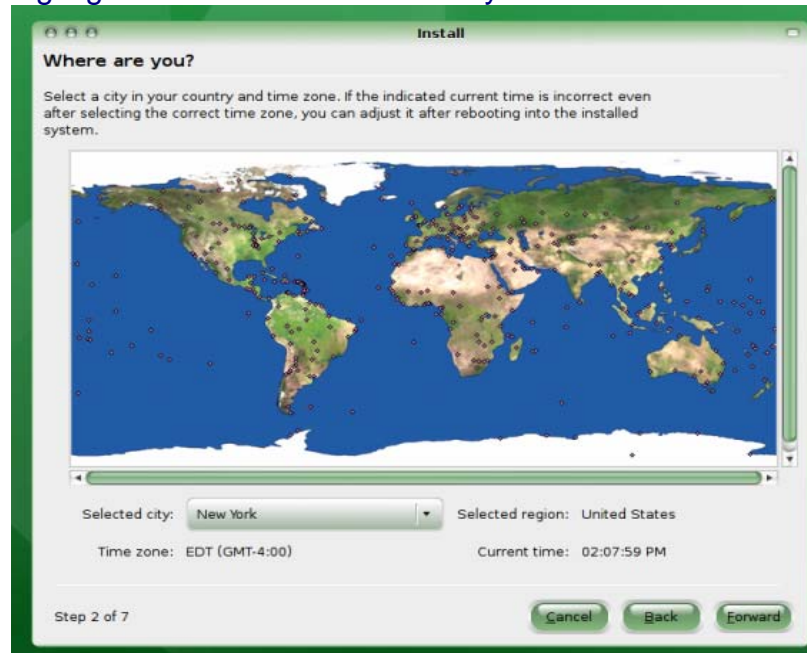 Install
Where are you?
Select a city in your country and time zone. If the indicated current time is incorrect even
after selecting the correct time zone, you can adjust it after rebooting into the installed
system.
Selected city: New York Selected region: United States
Time zone: EDT (GMT-4:00) Current time: 02:07:59 PM
Step 2 of 7 Cancel Back Forward